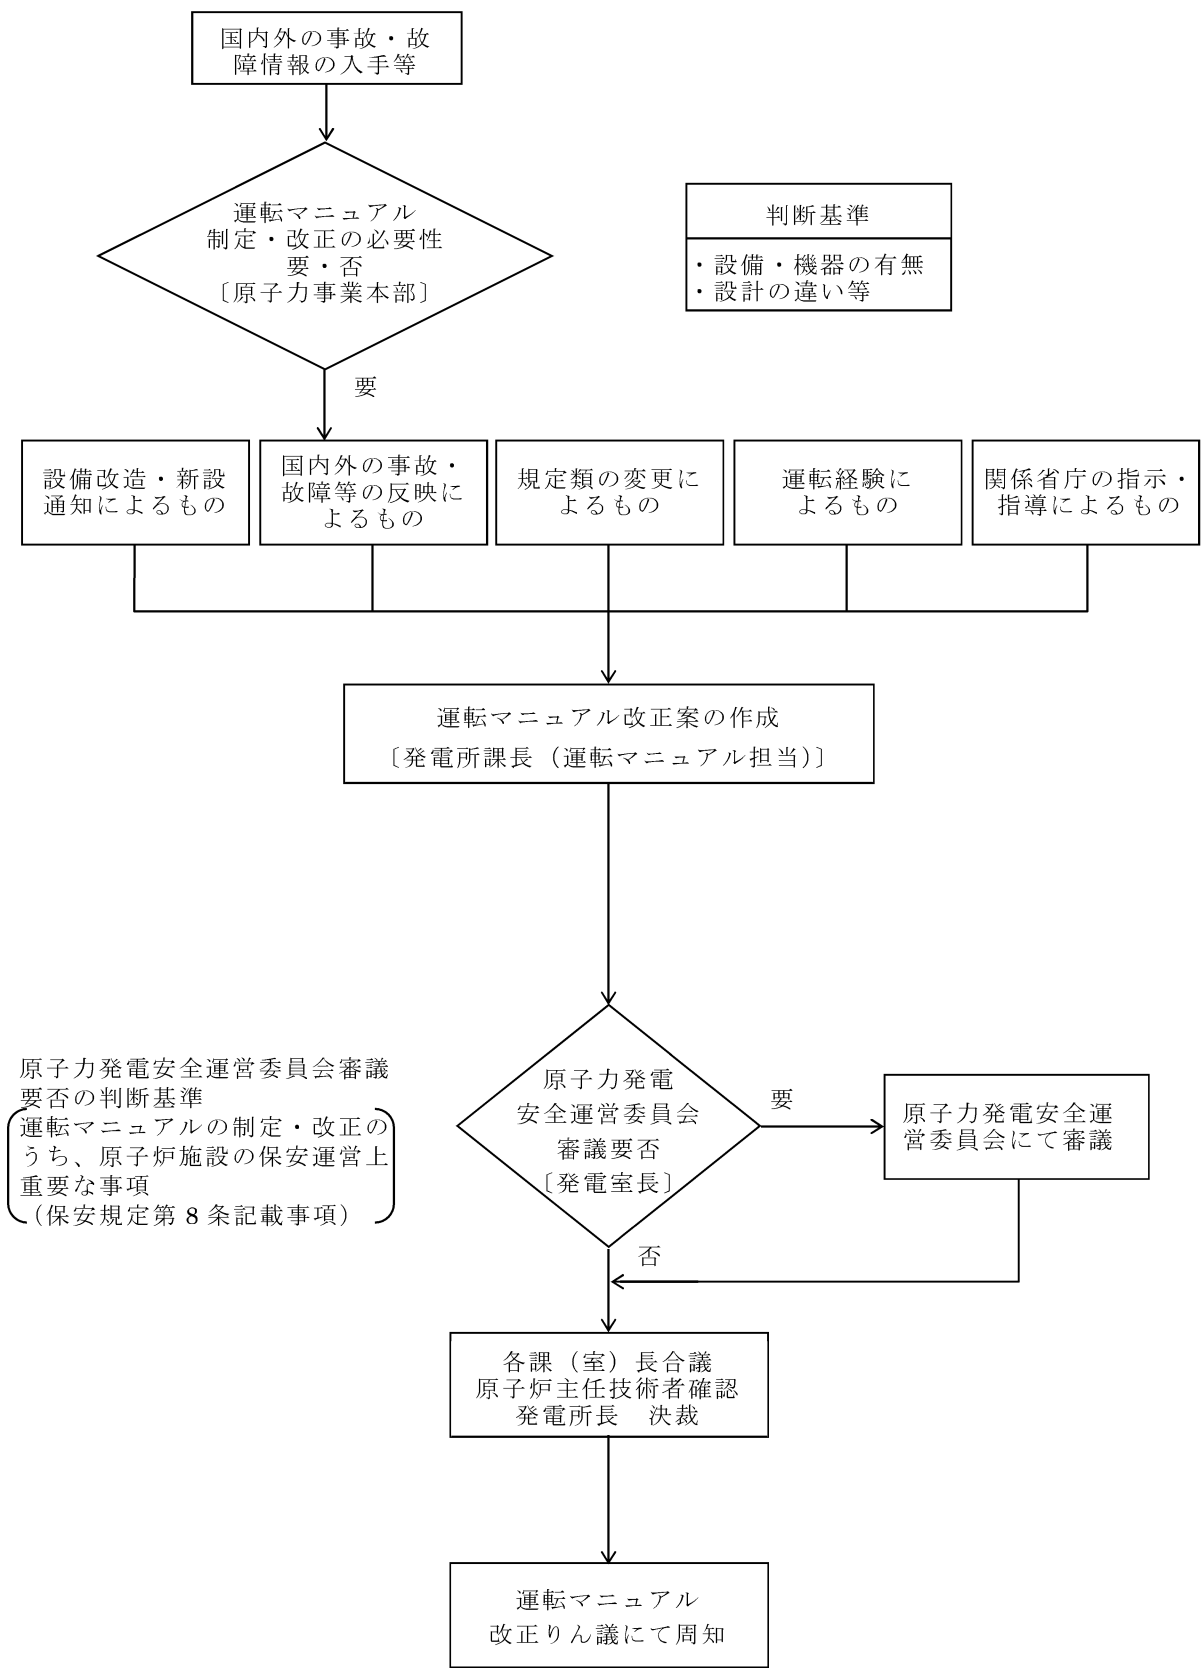 国内外の事故・故
障情報の入手等
運転マニュアル
制定・改正の必要性
要・否
〔原子力事業本部〕
判断基準
・設備・機器の有無
・設計の違い等
要
設備改造・新設
通知によるもの
国内外の事故・
故障等の反映に
よるもの
規定類の変更に
よるもの
運転経験に
よるもの
関係省庁の指示・
指導によるもの
運転マニュアル改正案の作成
〔発電所課長（運転マニュアル担当）〕
原子力発電安全運営委員会審議
要否の判断基準
運転マニュアルの制定・改正の
うち、原子炉施設の保安運営上
重要な事項
（保安規定第8条記載事項）
原子力発電
安全運営委員会
審議要否
〔発電室長〕
要
原子力発電安全運
営委員会にて審議
否
各課（室）長合議
原子炉主任技術者確認
発電所長　決裁
運転マニュアル
改正りん議にて周知